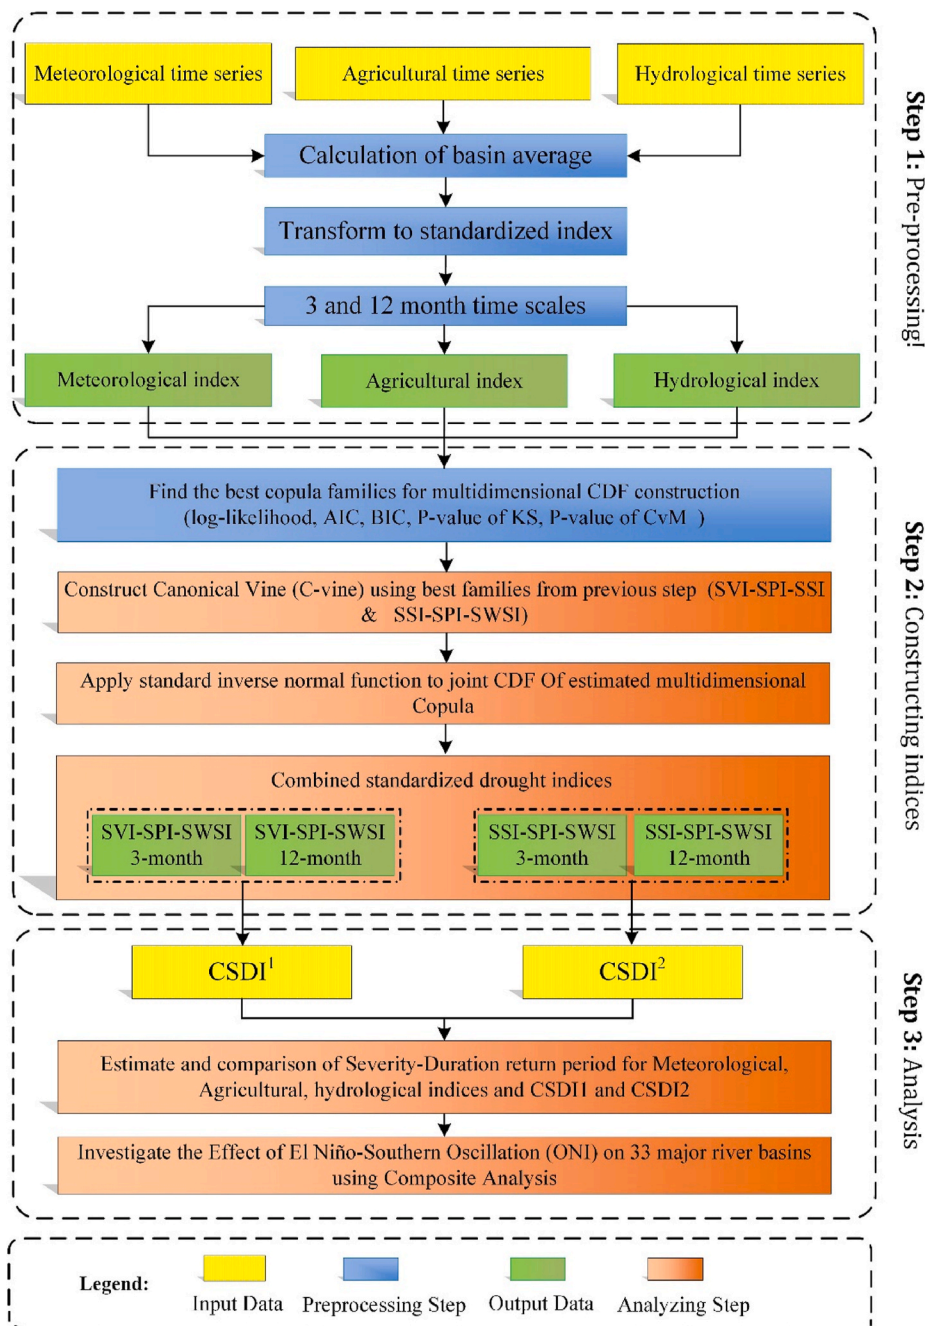 Meteorological time series
Agricultural time series
Hydrological time series
Calculation of basin average
Transform to standardized index
3 and 12 month time scales
Meteorological index
Agricultural index
Hydrological index
Step 1: Pre-processing!
Find the best copula families for multidimensional CDF construction
(log-likelihood, AIC, BIC, P-value of KS, P-value of CvM )
Construct Canonical Vine (C-vine) using best families from previous step (SVI-SPI-SSI
& SSI-SPI-SWSI)
Apply standard inverse normal function to joint CDF Of estimated multidimensional
Copula
Combined standardized drought indices
SVI-SPI-SWSI
3-month
SVI-SPI-SWSI
12-month
SSI-SPI-SWSI
3-month
SSI-SPI-SWSI
12-month
Step 2: Constructing indices
CSDI¹
CSDI²
Estimate and comparison of Severity-Duration return period for Meteorological,
Agricultural, hydrological indices and CSDI1 and CSDI2
Investigate the Effect of El Niño-Southern Oscillation (ONI) on 33 major river basins
using Composite Analysis
Step 3: Analysis
Legend:
Input Data
Preprocessing Step
Output Data
Analyzing Step